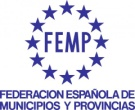 FEMP
FEDERACION ESPAÑOLA DE
MUNICIPIOS Y PROVINCIAS